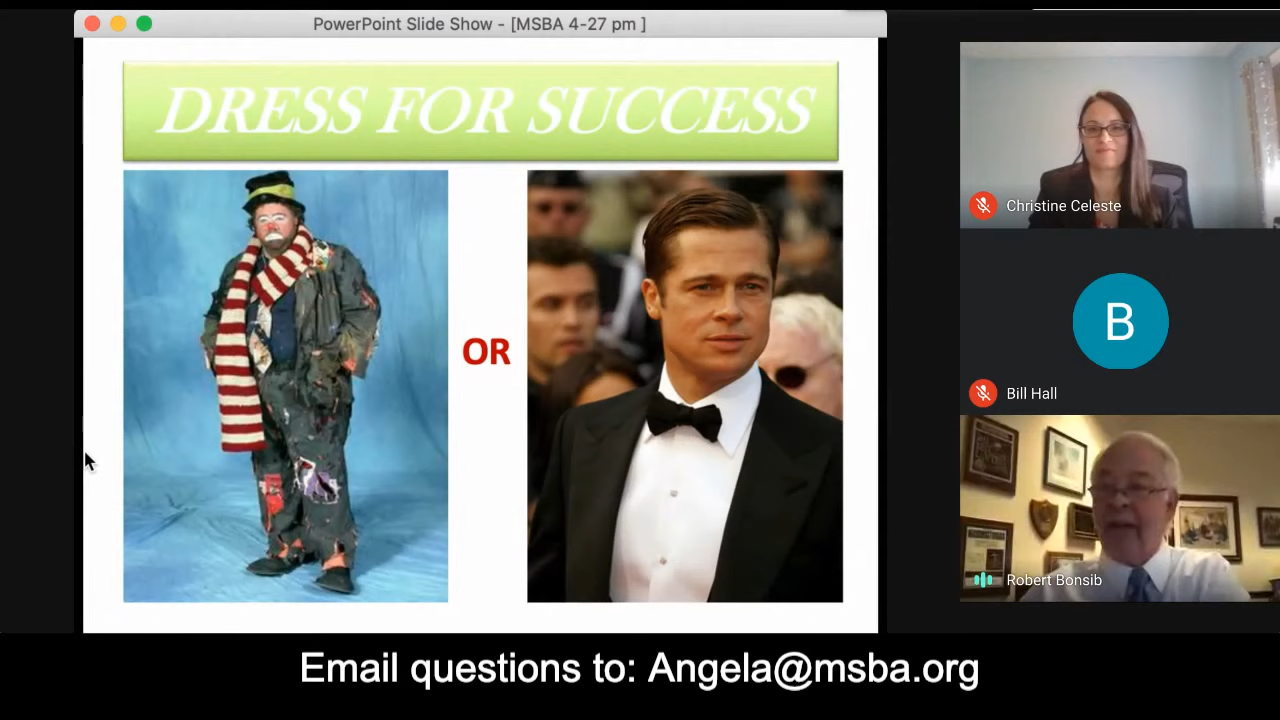 PowerPoint Slide Show - [MSBA 4-27 pm ]
DRESS FOR SUCCESS
OR
Christine Celeste
B
Bill Hall
Robert Bonsib
Email questions to: Angela@msba.org